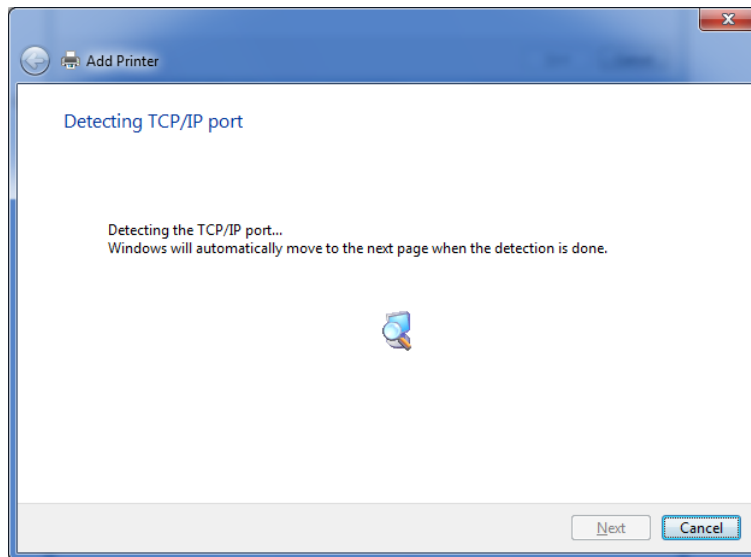 Add Printer
Detecting TCP/IP port
Detecting the TCP/IP port...
Windows will automatically move to the next page when the detection is done.
Next
Cancel